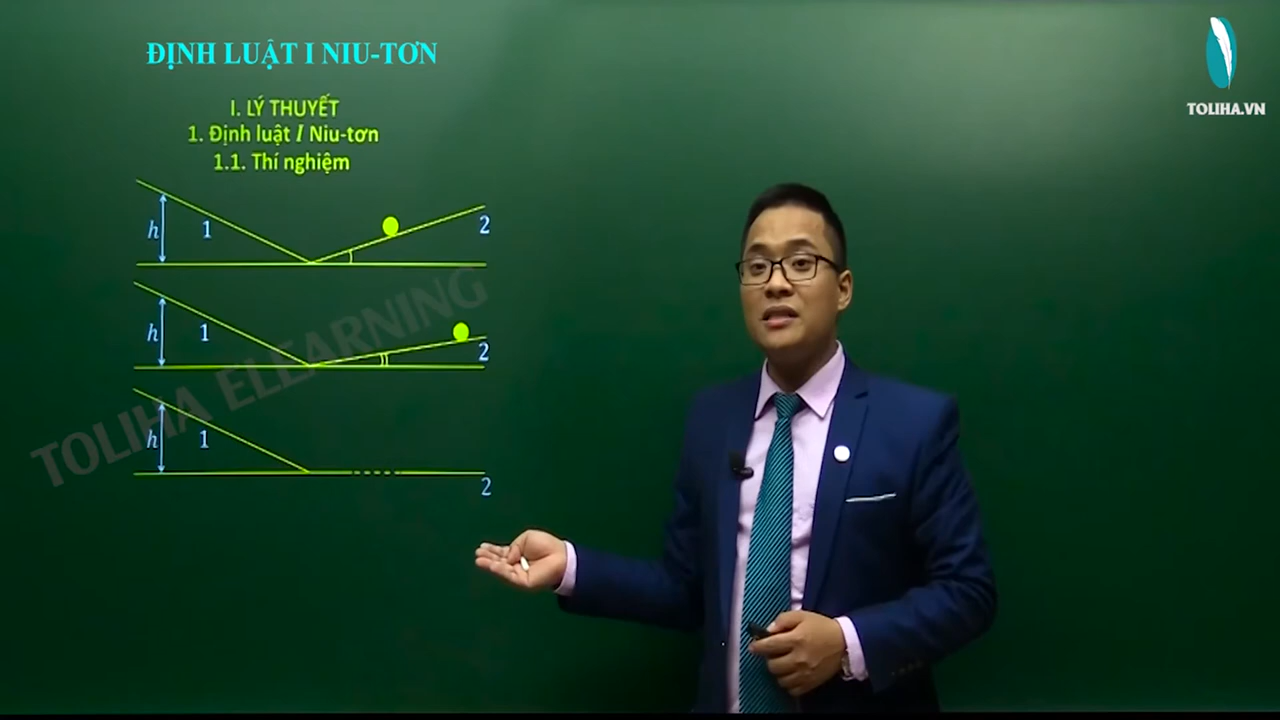 ĐỊNH LUẬT I NIU-TƠN
TOLIHA.VN
I. LÝ THUYẾT
1. Định luật I Niu-tơn
1.1. Thí nghiệm
h 1 2
h 1 2
TOLIHA ELEARNING
h 1
2